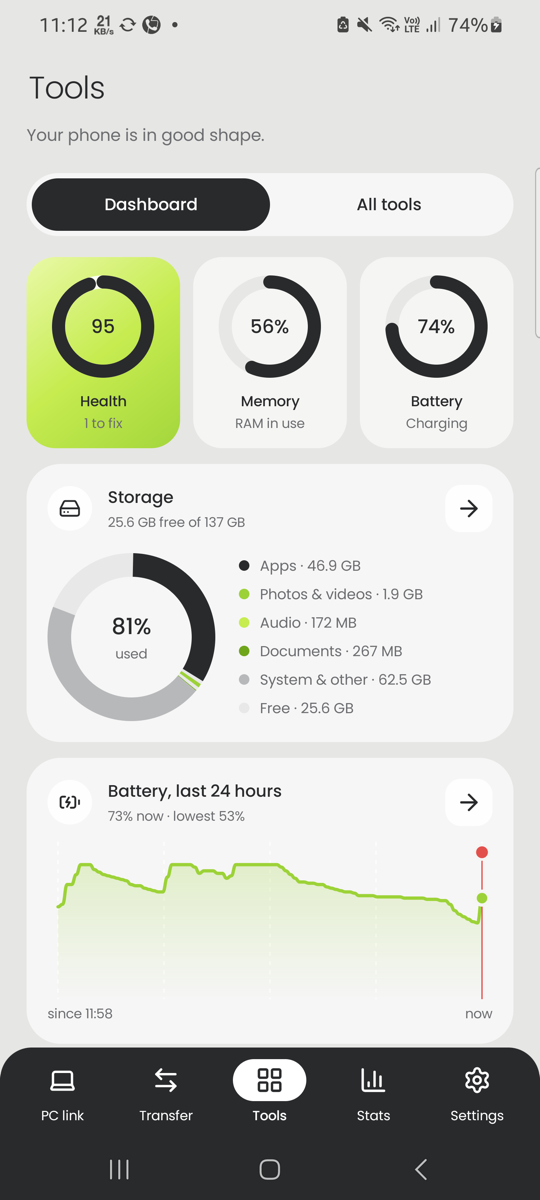 11:12 21 KB/s Vo)) LTE 74%
Tools
Your phone is in good shape.
Dashboard All tools
95 56% 74%
Health Memory Battery
1 to fix RAM in use Charging
Storage
25.6 GB free of 137 GB
81%
used
Apps · 46.9 GB
Photos & videos · 1.9 GB
Audio · 172 MB
Documents · 267 MB
System & other · 62.5 GB
Free · 25.6 GB
Battery, last 24 hours
73% now · lowest 53%
since 11:58 now
PC link Transfer Tools Stats Settings